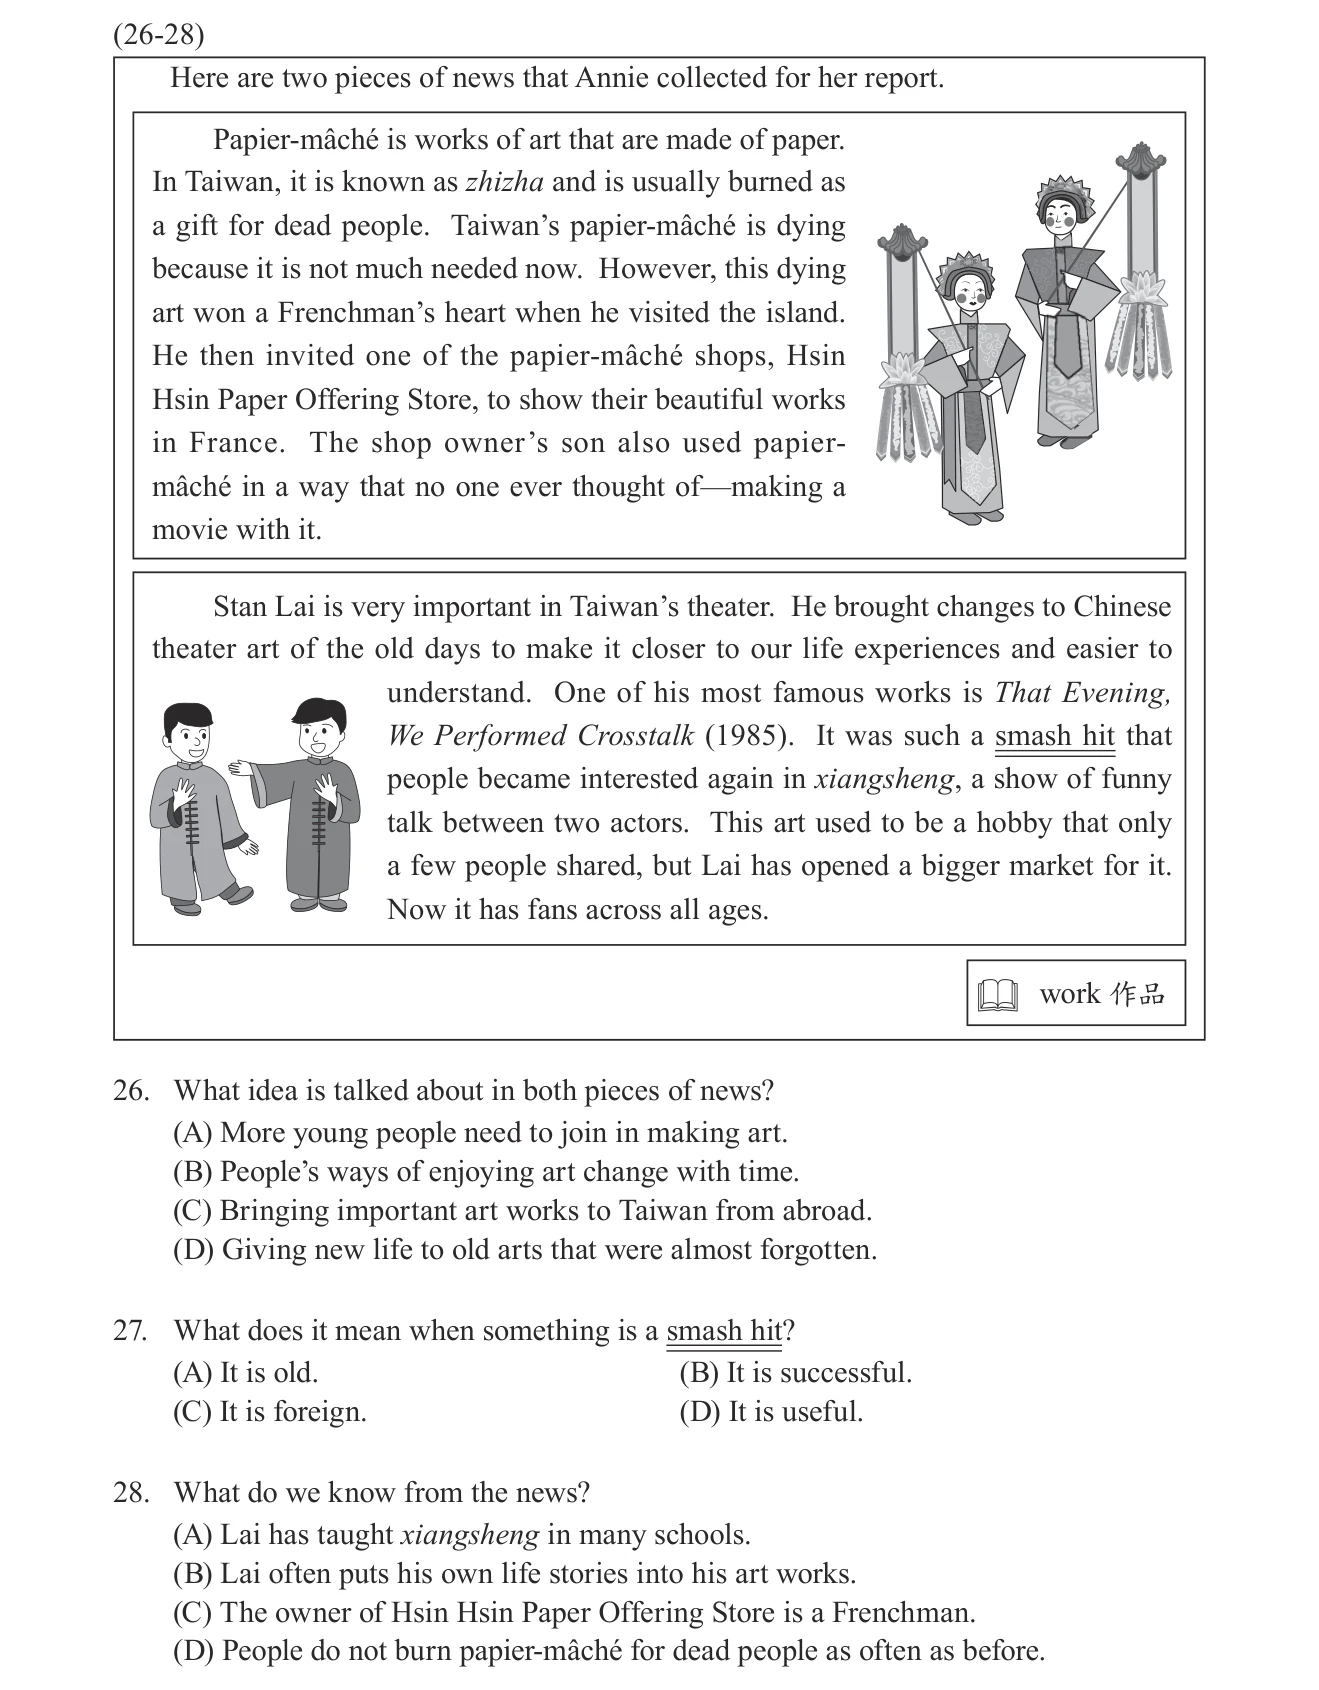 (26-28)
Here are two pieces of news that Annie collected for her report.
Papier-mâché is works of art that are made of paper.
In Taiwan, it is known as zhizha and is usually burned as
a gift for dead people. Taiwan’s papier-mâché is dying
because it is not much needed now. However, this dying
art won a Frenchman’s heart when he visited the island.
He then invited one of the papier-mâché shops, Hsin
Hsin Paper Offering Store, to show their beautiful works
in France. The shop owner’s son also used papier-
mâché in a way that no one ever thought of—making a
movie with it.
Stan Lai is very important in Taiwan’s theater. He brought changes to Chinese
theater art of the old days to make it closer to our life experiences and easier to
understand. One of his most famous works is That Evening,
We Performed Crosstalk (1985). It was such a smash hit that
people became interested again in xiangsheng, a show of funny
talk between two actors. This art used to be a hobby that only
a few people shared, but Lai has opened a bigger market for it.
Now it has fans across all ages.
work 作品
26. What idea is talked about in both pieces of news?
(A) More young people need to join in making art.
(B) People’s ways of enjoying art change with time.
(C) Bringing important art works to Taiwan from abroad.
(D) Giving new life to old arts that were almost forgotten.
27. What does it mean when something is a smash hit?
(A) It is old. (B) It is successful.
(C) It is foreign. (D) It is useful.
28. What do we know from the news?
(A) Lai has taught xiangsheng in many schools.
(B) Lai often puts his own life stories into his art works.
(C) The owner of Hsin Hsin Paper Offering Store is a Frenchman.
(D) People do not burn papier-mâché for dead people as often as before.